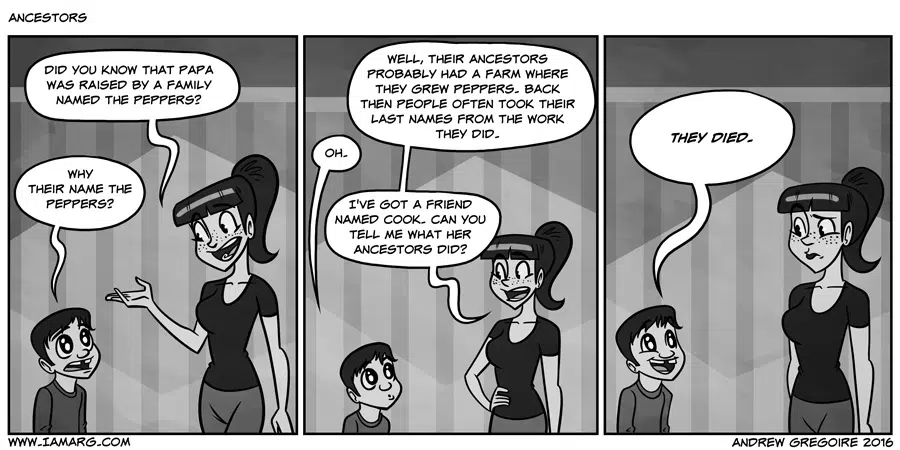 ANCESTORS
DID YOU KNOW THAT PAPA
WAS RAISED BY A FAMILY
NAMED THE PEPPERS?
WHY
THEIR NAME THE
PEPPERS?
WELL, THEIR ANCESTORS
PROBABLY HAD A FARM WHERE
THEY GREW PEPPERS. BACK
THEN PEOPLE OFTEN TOOK THEIR
LAST NAMES FROM THE WORK
THEY DID.
OH.
I'VE GOT A FRIEND
NAMED COOK. CAN YOU
TELL ME WHAT HER
ANCESTORS DID?
THEY DIED.
WWW.IAMARG.COM
ANDREW GREGOIRE 2016